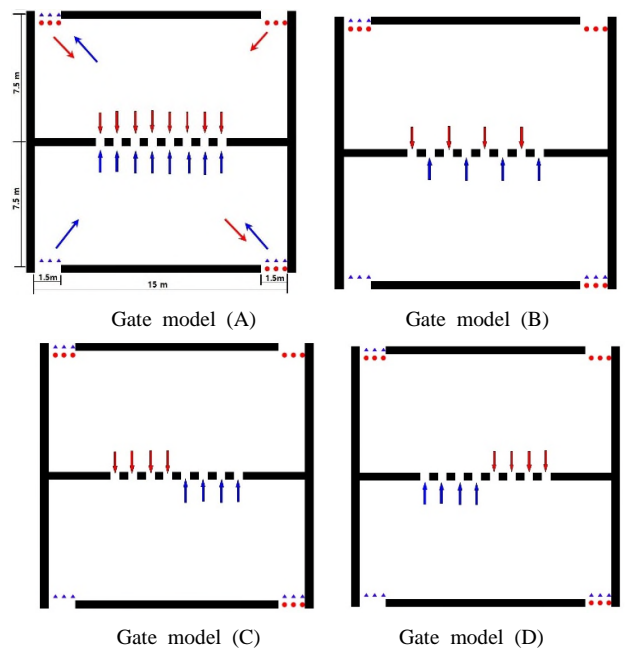 7.5 m
7.5 m
1.5m
15 m
1.5m
Gate model (A)
Gate model (B)
Gate model (C)
Gate model (D)